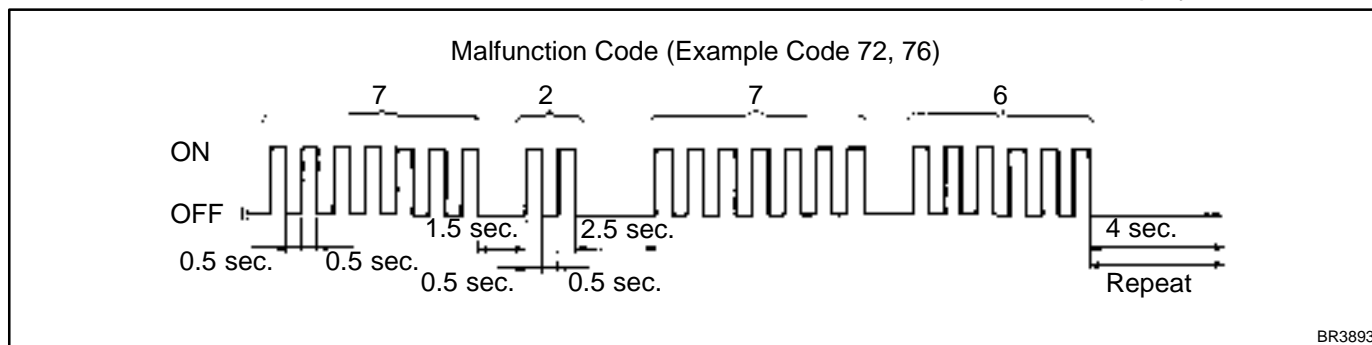 Malfunction Code (Example Code 72, 76)
7 2 7 6
ON
OFF
1.5 sec. 2.5 sec. 4 sec.
0.5 sec. 0.5 sec.
0.5 sec. 0.5 sec. Repeat
BR3893